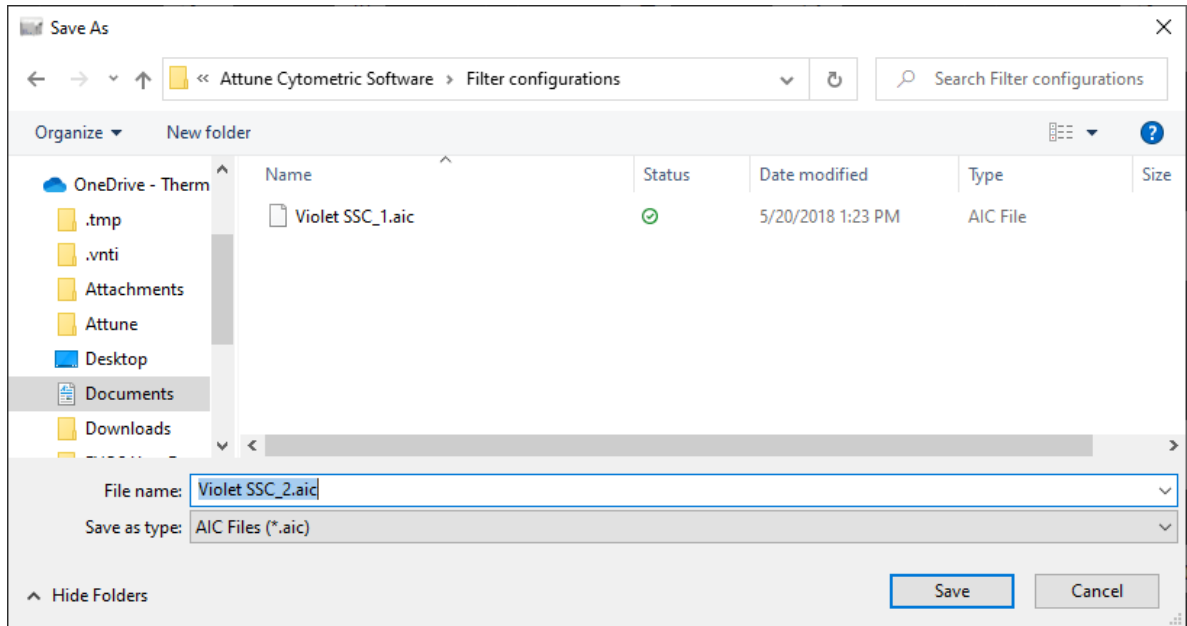 Save As
« Attune Cytometric Software > Filter configurations
Search Filter configurations
Organize New folder
?
Name Status Date modified Type Size
OneDrive - Therm
Violet SSC_1.aic 5/20/2018 1:23 PM AIC File
.tmp
.vnti
Attachments
Attune
Desktop
Documents
Downloads
File name: Violet SSC_2.aic
Save as type: AIC Files (*.aic)
Hide Folders Save Cancel